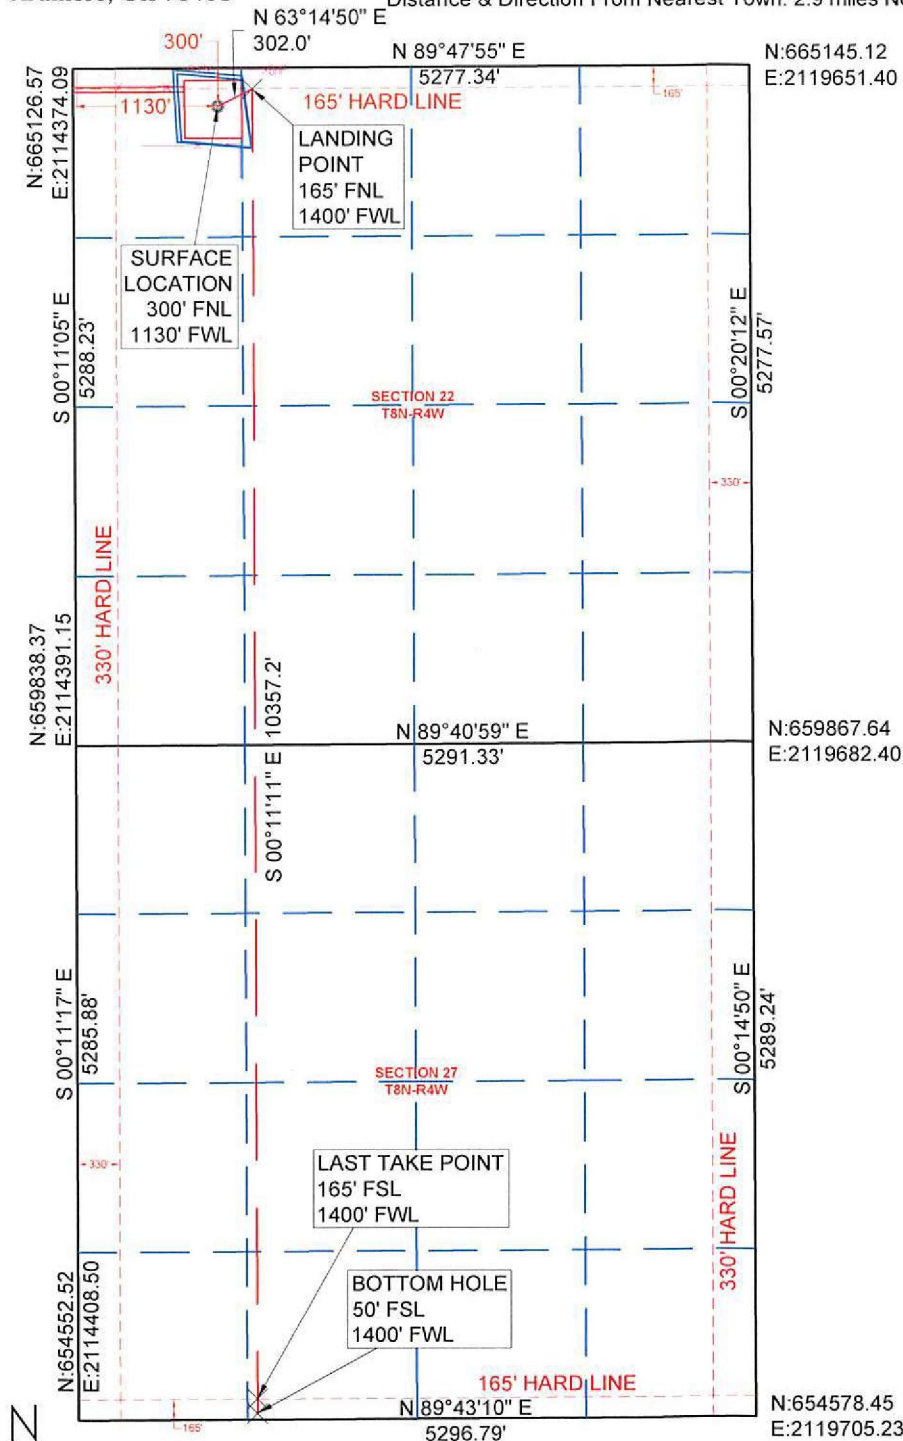 Distance & Direction From Nearest Town: 2.9 miles
N 63°14'50" E
302.0'
300'
N 89°47'55" E
5277.34'
N:665145.12
E:2119651.40
N:665126.57
E:2114374.09
1130'
165' HARD LINE
165'
LANDING
POINT
165' FNL
1400' FWL
SURFACE
LOCATION
300' FNL
1130' FWL
S 00°11'05" E
5288.23'
S 00°20'12" E
5277.57'
SECTION 22
T8N-R4W
330'
330' HARD LINE
N:659838.37
E:2114391.15
10357.2'
S 00°11'11" E
N 89°40'59" E
5291.33'
N:659867.64
E:2119682.40
S 00°11'17" E
5285.88'
S 00°14'50" E
5289.24'
SECTION 27
T8N-R4W
330'
LAST TAKE POINT
165' FSL
1400' FWL
330' HARD LINE
BOTTOM HOLE
50' FSL
1400' FWL
N:654552.52
E:2114408.50
165' HARD LINE
165'
N 89°43'10" E
5296.79'
N:654578.45
E:2119705.23